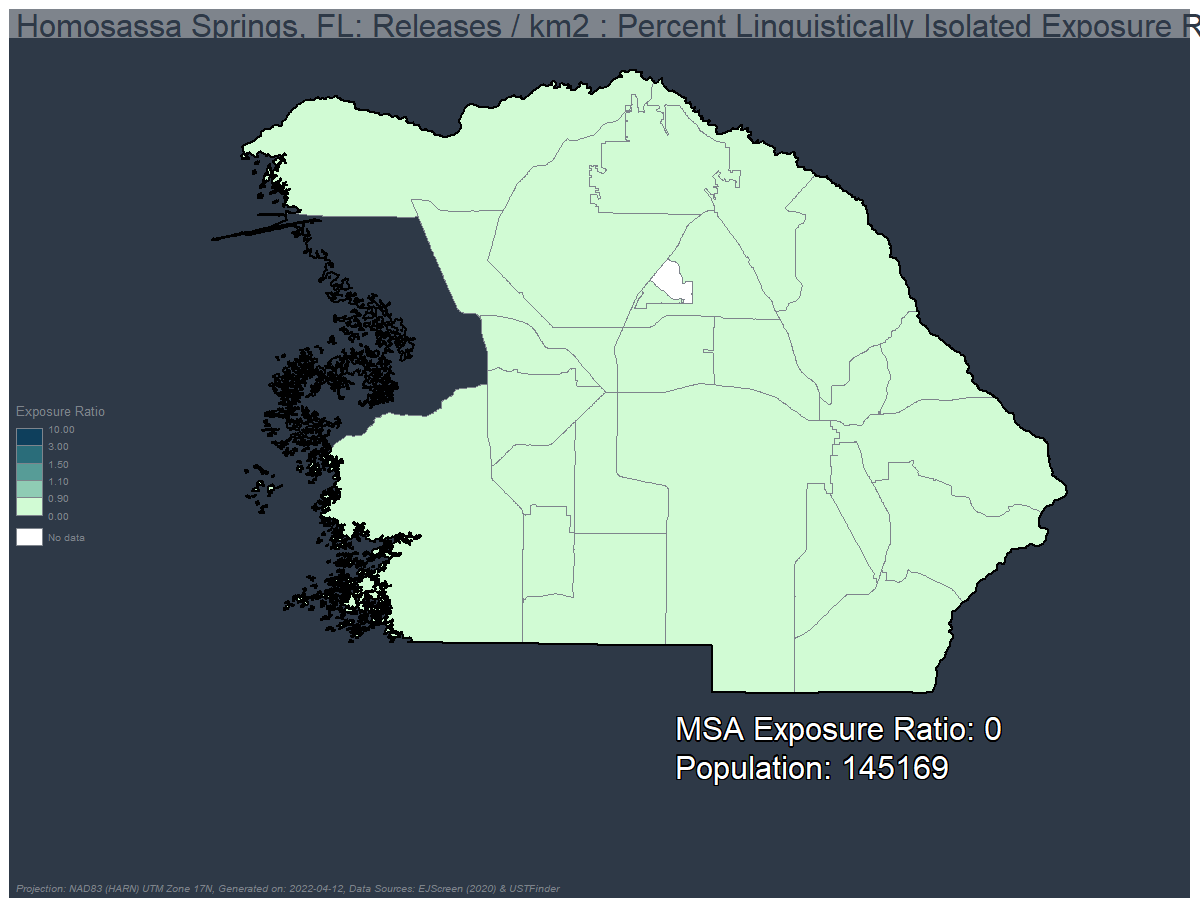 Homosassa Springs, FL: Releases / km2 : Percent Linguistically Isolated Exposure R
Exposure Ratio
10.00
3.00
1.50
1.10
0.90
0.00
No data
MSA Exposure Ratio: 0
Population: 145169
Projection: NAD83 (HARN) UTM Zone 17N, Generated on: 2022-04-12, Data Sources: EJScreen (2020) & USTFinder